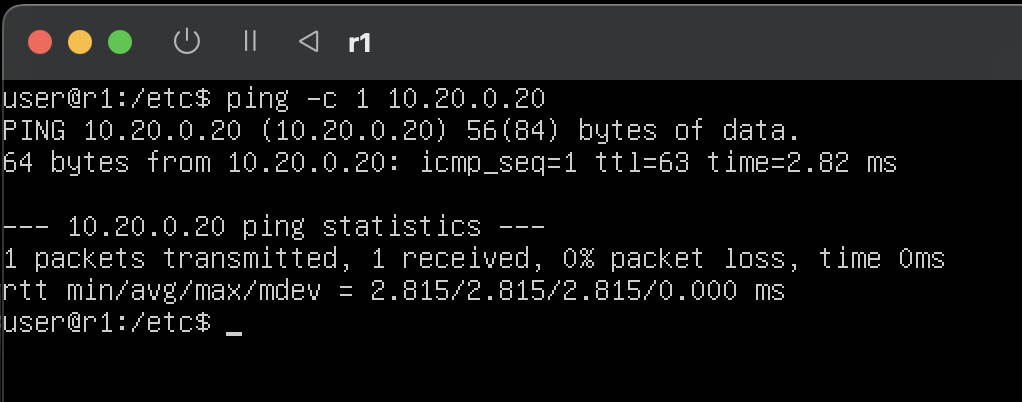 r1
user@r1:/etc$ ping -c 1 10.20.0.20
PING 10.20.0.20 (10.20.0.20) 56(84) bytes of data.
64 bytes from 10.20.0.20: icmp_seq=1 ttl=63 time=2.82 ms
--- 10.20.0.20 ping statistics ---
1 packets transmitted, 1 received, 0% packet loss, time 0ms
rtt min/avg/max/mdev = 2.815/2.815/2.815/0.000 ms
user@r1:/etc$ _